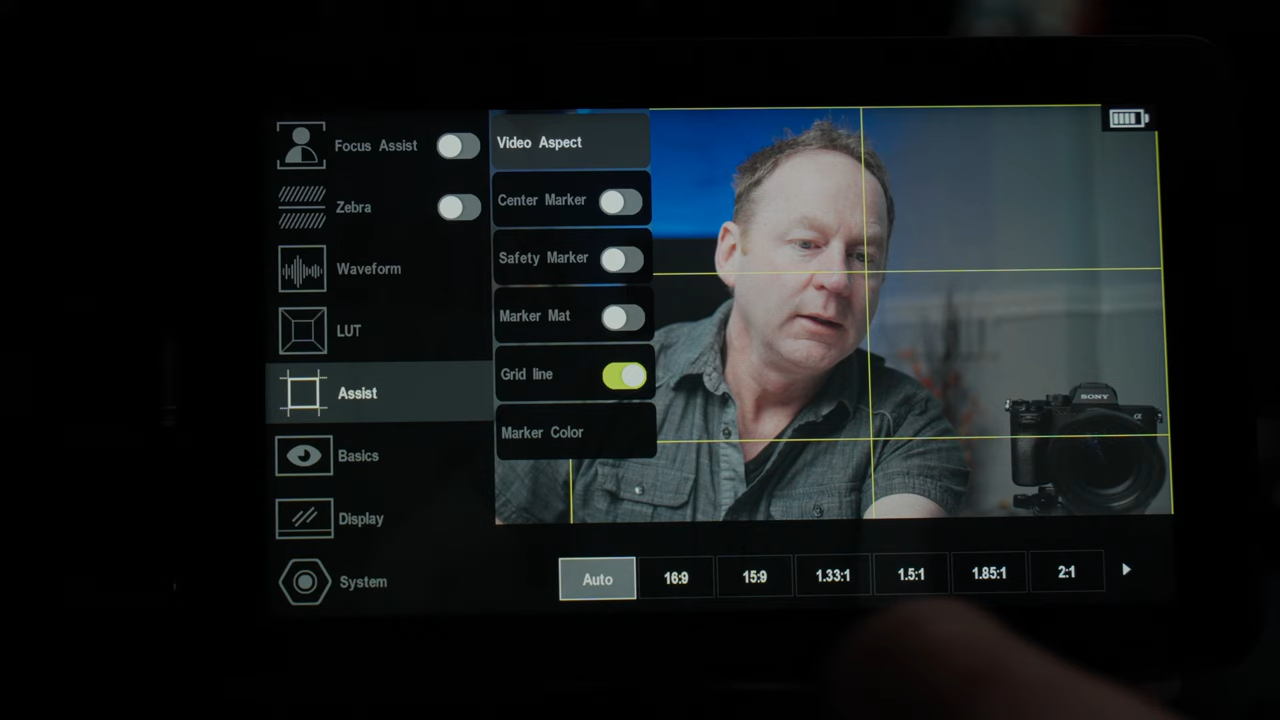 Focus Assist
Zebra
Waveform
LUT
Assist
Basics
Display
System
Video Aspect
Center Marker
Safety Marker
Marker Mat
Grid line
Marker Color
SONY
α
Auto
16:9
15:9
1.33:1
1.5:1
1.85:1
2:1